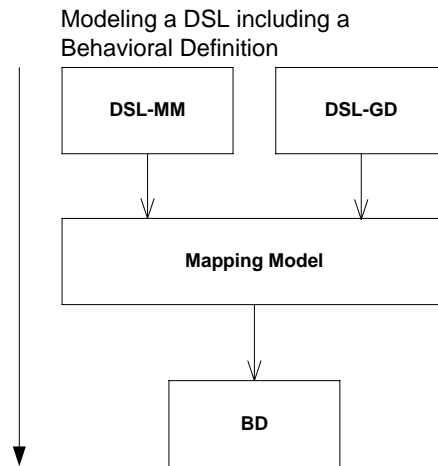 Modeling a DSL including a
Behavioral Definition
DSL-MM
DSL-GD
Mapping Model
BD